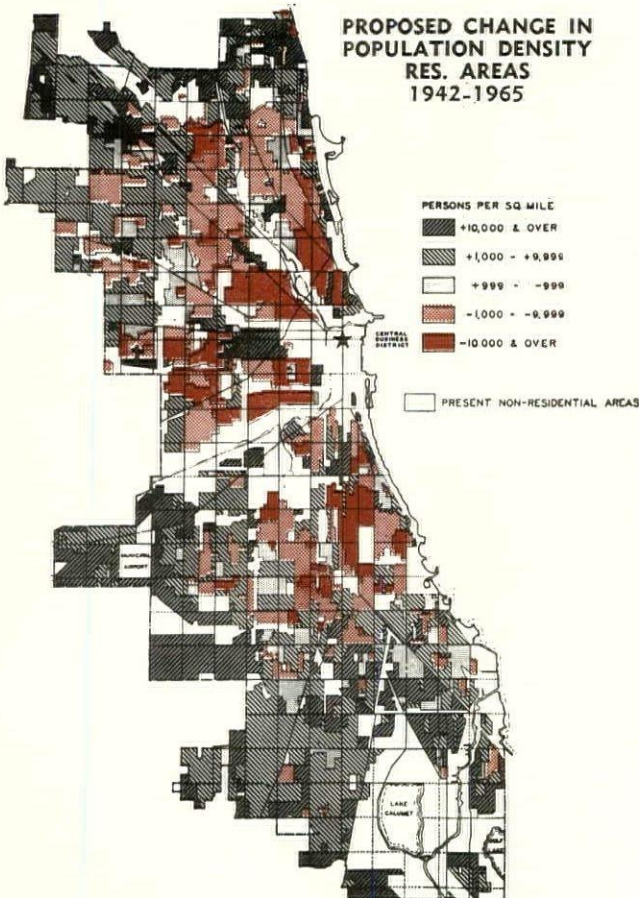 PROPOSED CHANGE IN
POPULATION DENSITY
RES. AREAS
1942-1965
PERSONS PER SQ. MILE
+10,000 & OVER
+1,000 - +9,999
+999 - -999
-1,000 - -9,999
-10,000 & OVER
CENTRAL
BUSINESS
DISTRICT
PRESENT NON-RESIDENTIAL AREAS
MUNICIPAL
AIRPORT
LAKE
CALUMET
WOLF
LAKE